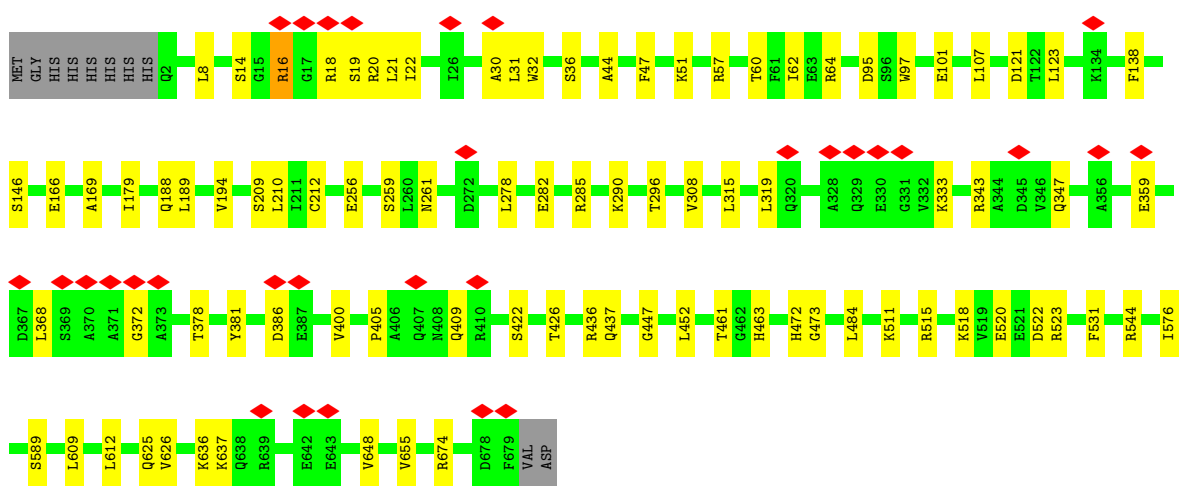 MET GLY HIS HIS HIS HIS HIS HIS Q2 L8 S14 G15 R16 G17 R18 S19 R20 L21 I22 I26 A30 L31 W32 S36 A44 F47 K51 R57 T60 F61 I62 E63 R64 D95 S96 W97 E101 L107 D121 T122 L123 K134 F138
S146 E166 A169 I179 Q188 L189 V194 S209 L210 I211 C212 E256 S259 L260 N261 D272 L278 E282 R285 K290 T296 V308 L315 L319 Q320 A328 Q329 E330 G331 V332 K333 R343 A344 D345 V346 Q347 A356 E359
D367 L368 S369 A370 A371 G372 A373 T378 Y381 D386 E387 V400 P405 A406 Q407 N408 Q409 R410 S422 T426 R436 Q437 G447 L452 T461 G462 H463 H472 G473 L484 K511 R515 K518 V519 E520 E521 D522 R523 F531 R544 I576
S589 L609 L612 Q625 V626 K636 K637 Q638 R639 E642 E643 V648 V655 R674 D678 F679 VAL ASP